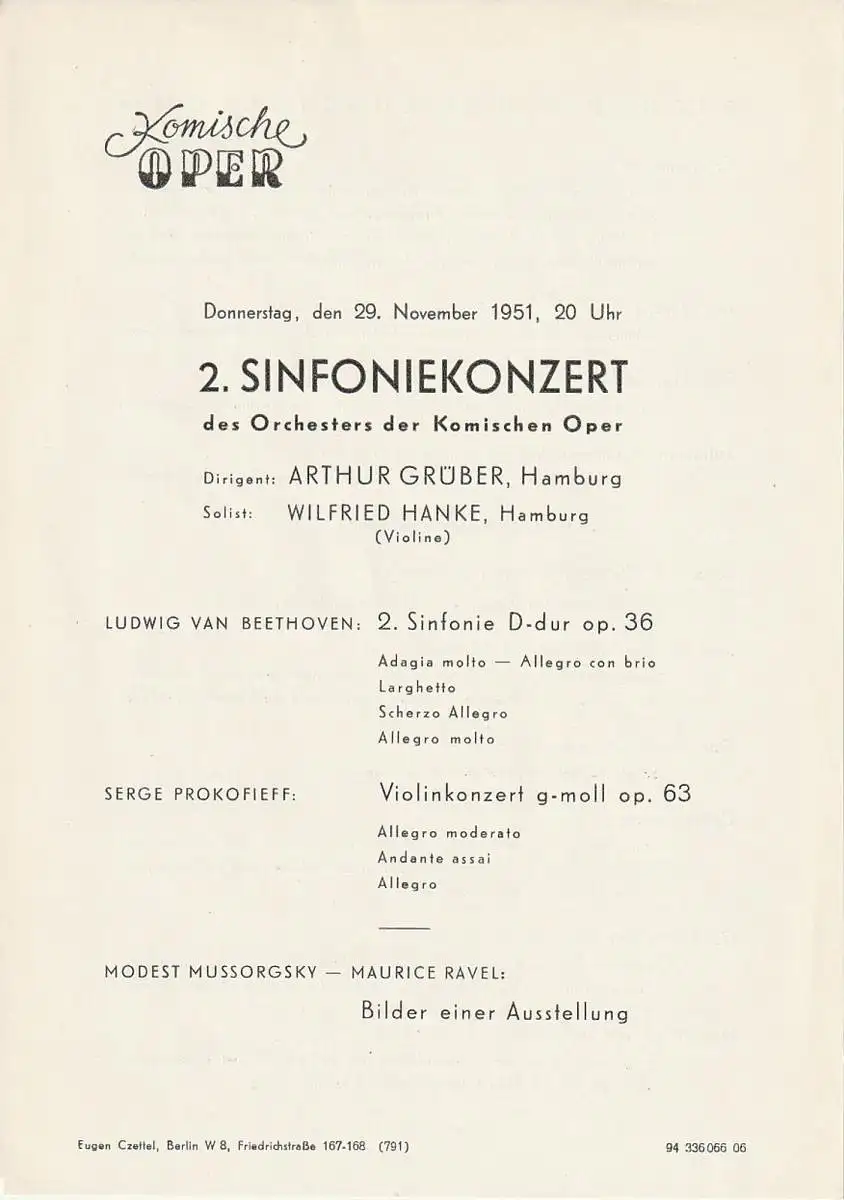 Komische
OPER
Donnerstag, den 29. November 1951, 20 Uhr
2. SINFONIEKONZERT
des Orchesters der Komischen Oper
Dirigent: ARTHUR GRÜBER, Hamburg
Solist: WILFRIED HANKE, Hamburg
(Violine)
LUDWIG VAN BEETHOVEN: 2. Sinfonie D-dur op. 36
Adagia molto — Allegro con brio
Larghetto
Scherzo Allegro
Allegro molto
SERGE PROKOFIEFF: Violinkonzert g-moll op. 63
Allegro moderato
Andante assai
Allegro
MODEST MUSSORGSKY — MAURICE RAVEL:
Bilder einer Ausstellung
Eugen Czettel, Berlin W 8, Friedrichstraße 167-168 (791) 94 336066 06